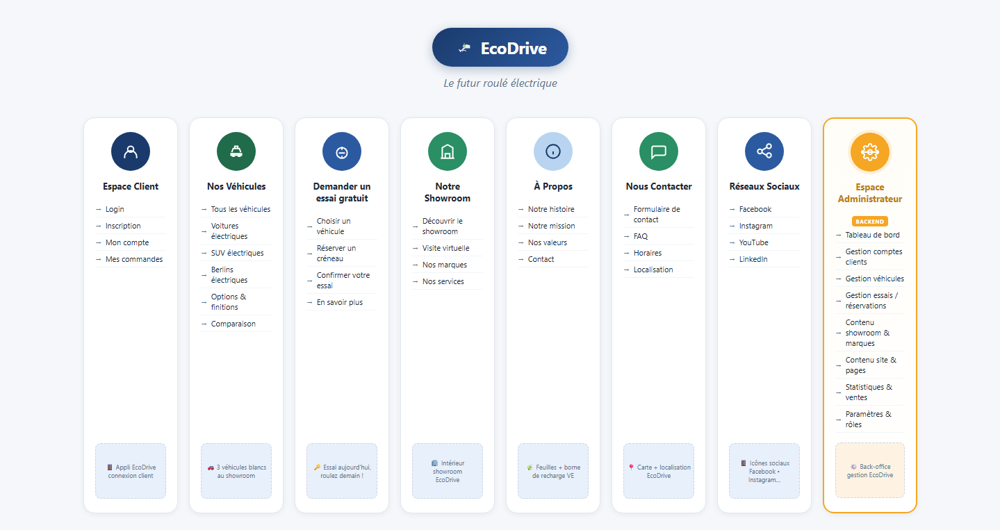 EcoDrive
Le futur roulé électrique
Espace Client
→ Login
→ Inscription
→ Mon compte
→ Mes commandes
Appli EcoDrive
connexion client
Nos Véhicules
→ Tous les véhicules
→ Voitures
électriques
→ SUV électriques
→ Berlins
électriques
→ Options &
finitions
→ Comparaison
3 véhicules blancs
au showroom
Demander un
essai gratuit
→ Choisir un
véhicule
→ Réserver un
créneau
→ Confirmer votre
essai
→ En savoir plus
Essai aujourd'hui,
roulez demain !
Notre
Showroom
→ Découvrir le
showroom
→ Visite virtuelle
→ Nos marques
→ Nos services
Intérieur
showroom
EcoDrive
À Propos
→ Notre histoire
→ Notre mission
→ Nos valeurs
→ Contact
Feuilles + borne
de recharge VE
Nous Contacter
→ Formulaire de
contact
→ FAQ
→ Horaires
→ Localisation
Carte + localisation
EcoDrive
Réseaux Sociaux
→ Facebook
→ Instagram
→ YouTube
→ LinkedIn
Icônes sociaux
Facebook •
Instagram...
Espace
Administrateur
BACKEND
→ Tableau de bord
→ Gestion comptes
clients
→ Gestion véhicules
→ Gestion essais /
réservations
→ Contenu
showroom &
marques
→ Contenu site &
pages
→ Statistiques &
ventes
→ Paramètres &
rôles
Back-office
gestion EcoDrive